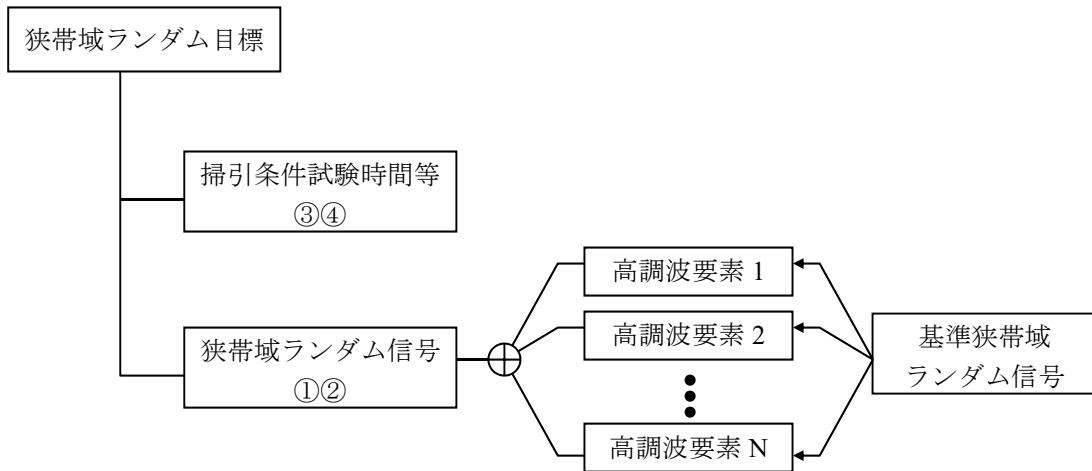 狭帯域ランダム目標
掃引条件試験時間等
③④
狭帯域ランダム信号
①②
高調波要素 1
高調波要素 2
高調波要素 N
基準狭帯域
ランダム信号